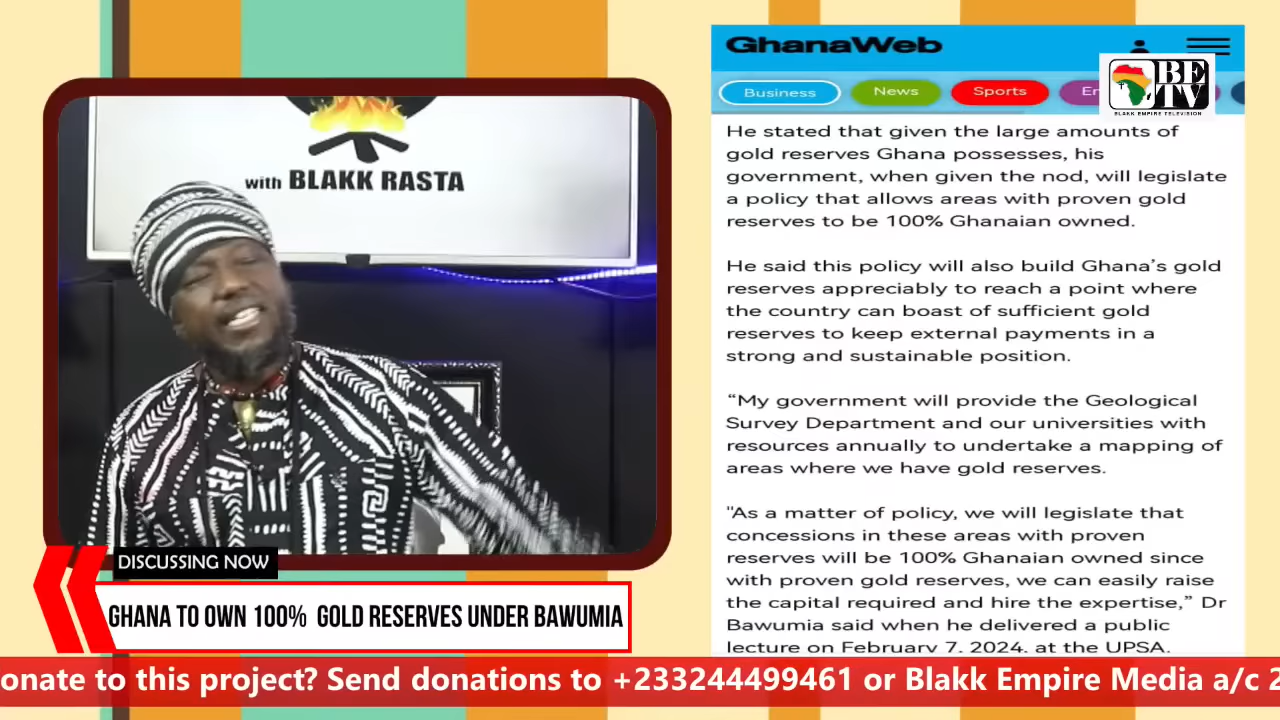 with BLAKK RASTA
DISCUSSING NOW
GHANA TO OWN 100% GOLD RESERVES UNDER BAWUMIA
GhanaWeb
Business
News
Sports
BE
TV
BLAKK EMPIRE TELEVISION
He stated that given the large amounts of
gold reserves Ghana possesses, his
government, when given the nod, will legislate
a policy that allows areas with proven gold
reserves to be 100% Ghanaian owned.
He said this policy will also build Ghana’s gold
reserves appreciably to reach a point where
the country can boast of sufficient gold
reserves to keep external payments in a
strong and sustainable position.
“My government will provide the Geological
Survey Department and our universities with
resources annually to undertake a mapping of
areas where we have gold reserves.
"As a matter of policy, we will legislate that
concessions in these areas with proven
reserves will be 100% Ghanaian owned since
with proven gold reserves, we can easily raise
the capital required and hire the expertise,” Dr
Bawumia said when he delivered a public
lecture on February 7, 2024, at the UPSA.
onate to this project? Send donations to +233244499461 or Blakk Empire Media a/c 2